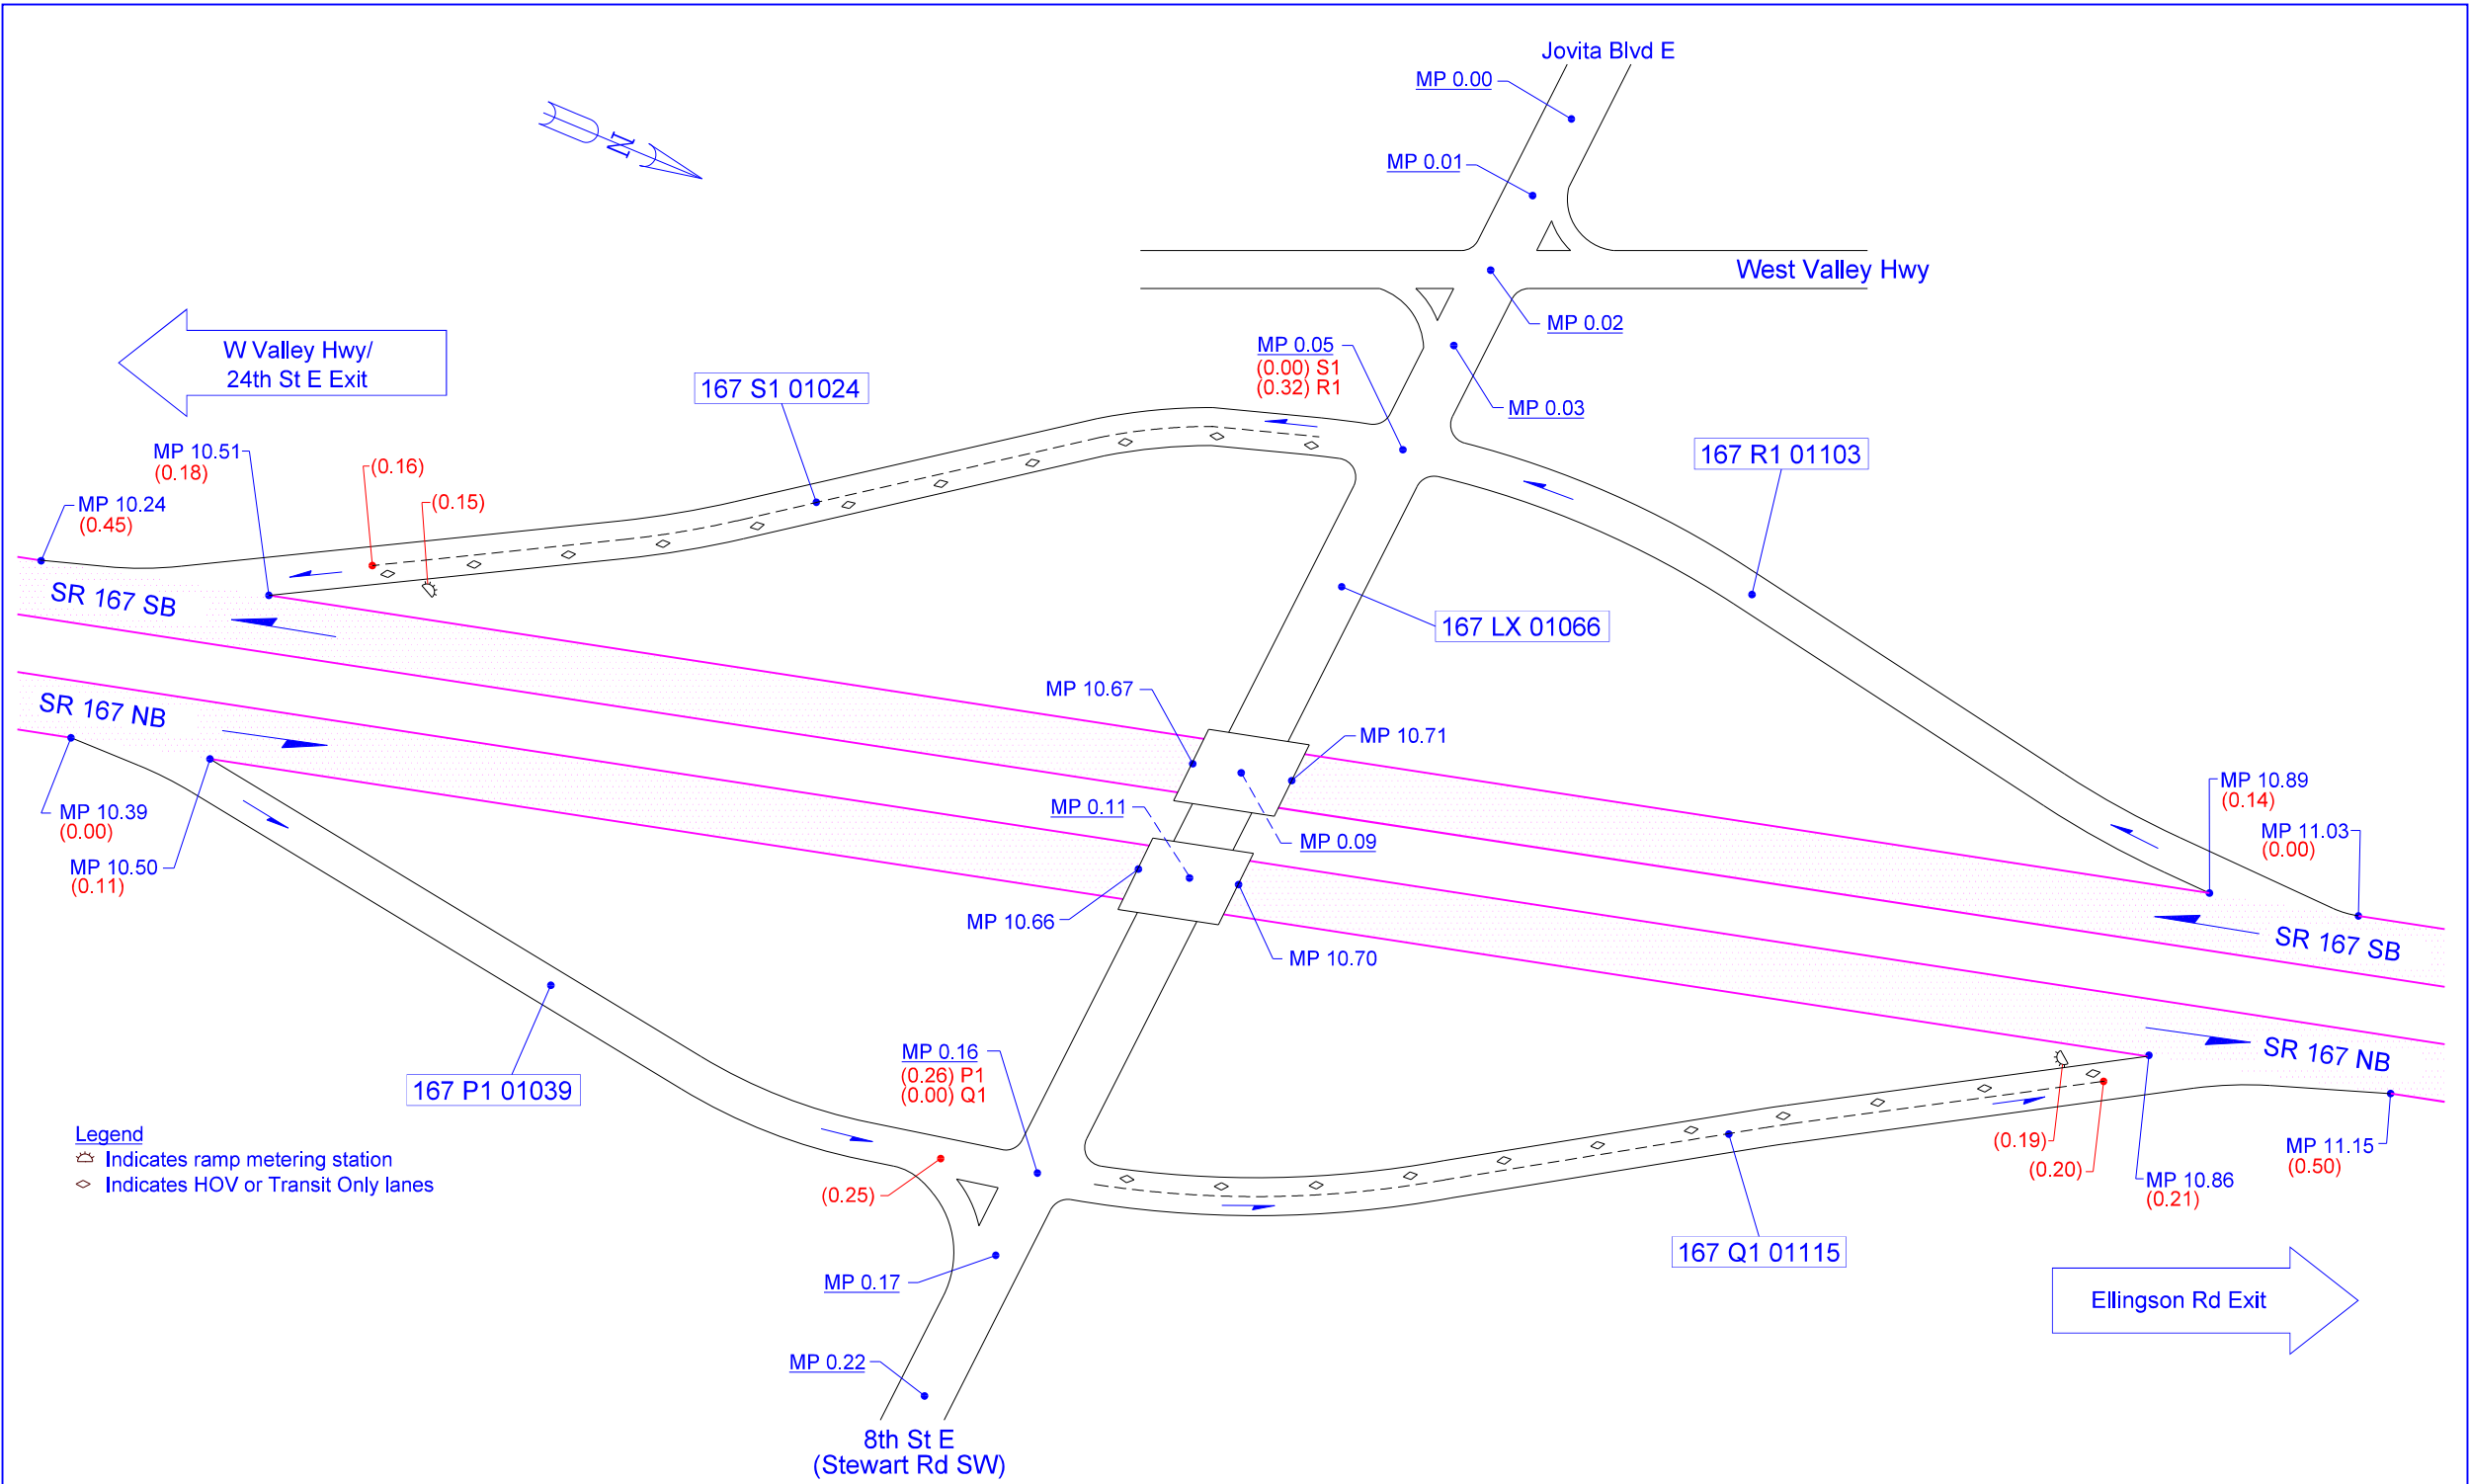 Jovita Blvd E
MP 0.00
N
MP 0.01
West Valley Hwy
MP 0.02
W Valley Hwy/
24th St E Exit
MP 0.05
(0.00) S1
(0.32) R1
167 S1 01024
MP 0.03
MP 10.51
(0.18)
(0.16)
(0.15)
167 R1 01103
MP 10.24
(0.45)
SR 167 SB
167 LX 01066
MP 10.67
SR 167 NB
MP 10.71
MP 10.39
(0.00)
MP 0.11
MP 0.09
MP 10.89
(0.14)
MP 11.03
(0.00)
MP 10.50
(0.11)
MP 10.66
MP 10.70
SR 167 SB
MP 0.16
(0.26) P1
(0.00) Q1
SR 167 NB
167 P1 01039
Legend
Indicates ramp metering station
Indicates HOV or Transit Only lanes
(0.25)
(0.19)
(0.20)
MP 11.15
(0.50)
MP 10.86
(0.21)
167 Q1 01115
MP 0.17
Ellingson Rd Exit
MP 0.22
8th St E
(Stewart Rd SW)